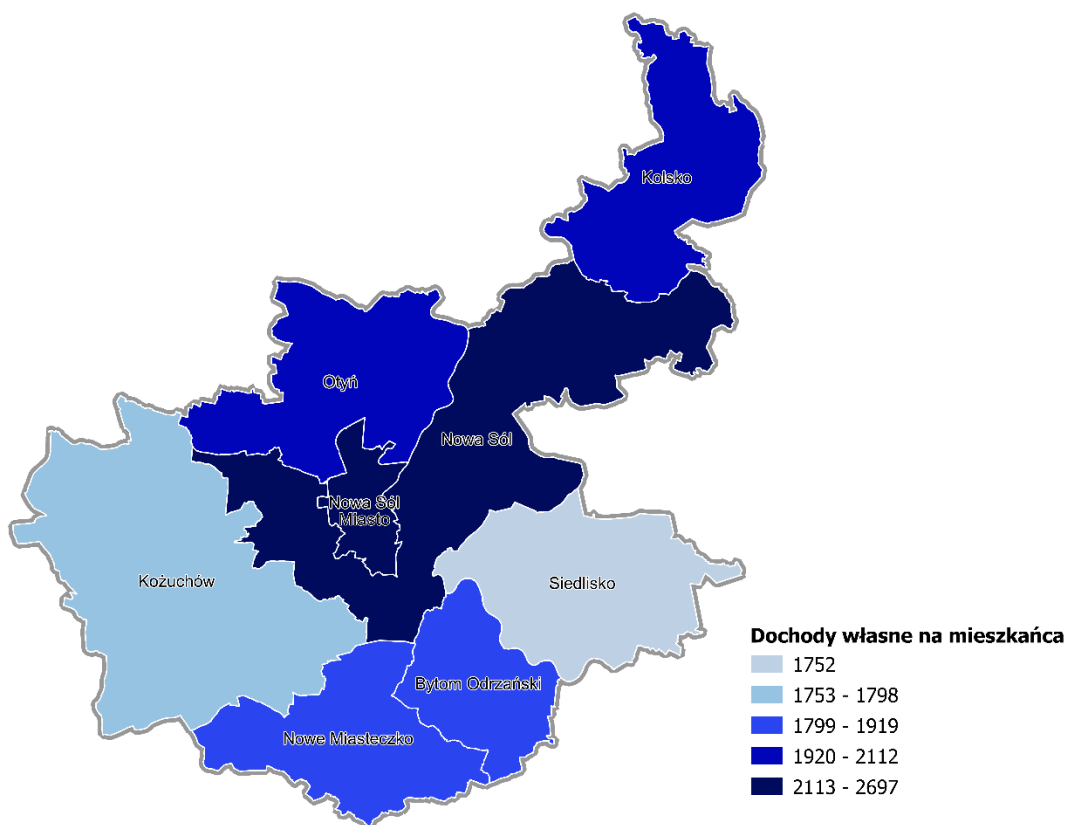 Kolsko
Otyń
Nowa Sól
Nowa Sól
Miasto
Kożuchów
Siedlisko
Bytom Odrzański
Nowe Miasteczko
Dochody własne na mieszkańca
1752
1753 - 1798
1799 - 1919
1920 - 2112
2113 - 2697